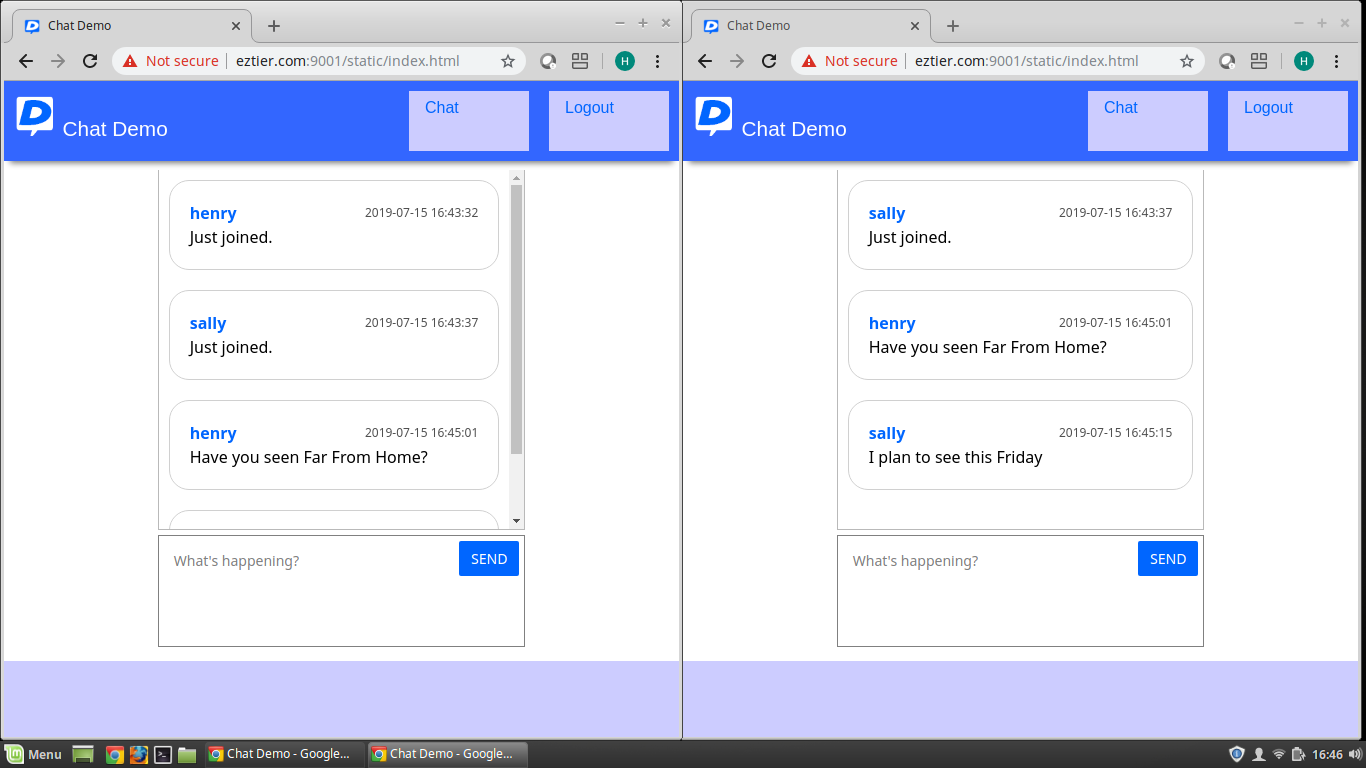 Chat Demo
Not secure eztier.com:9001/static/index.html H
D Chat Demo Chat Logout
henry 2019-07-15 16:43:32
Just joined.
sally 2019-07-15 16:43:37
Just joined.
henry 2019-07-15 16:45:01
Have you seen Far From Home?
What's happening? SEND
Chat Demo
Not secure eztier.com:9001/static/index.html H
D Chat Demo Chat Logout
sally 2019-07-15 16:43:37
Just joined.
henry 2019-07-15 16:45:01
Have you seen Far From Home?
sally 2019-07-15 16:45:15
I plan to see this Friday
What's happening? SEND
Menu Chat Demo - Google... Chat Demo - Google... 16:46